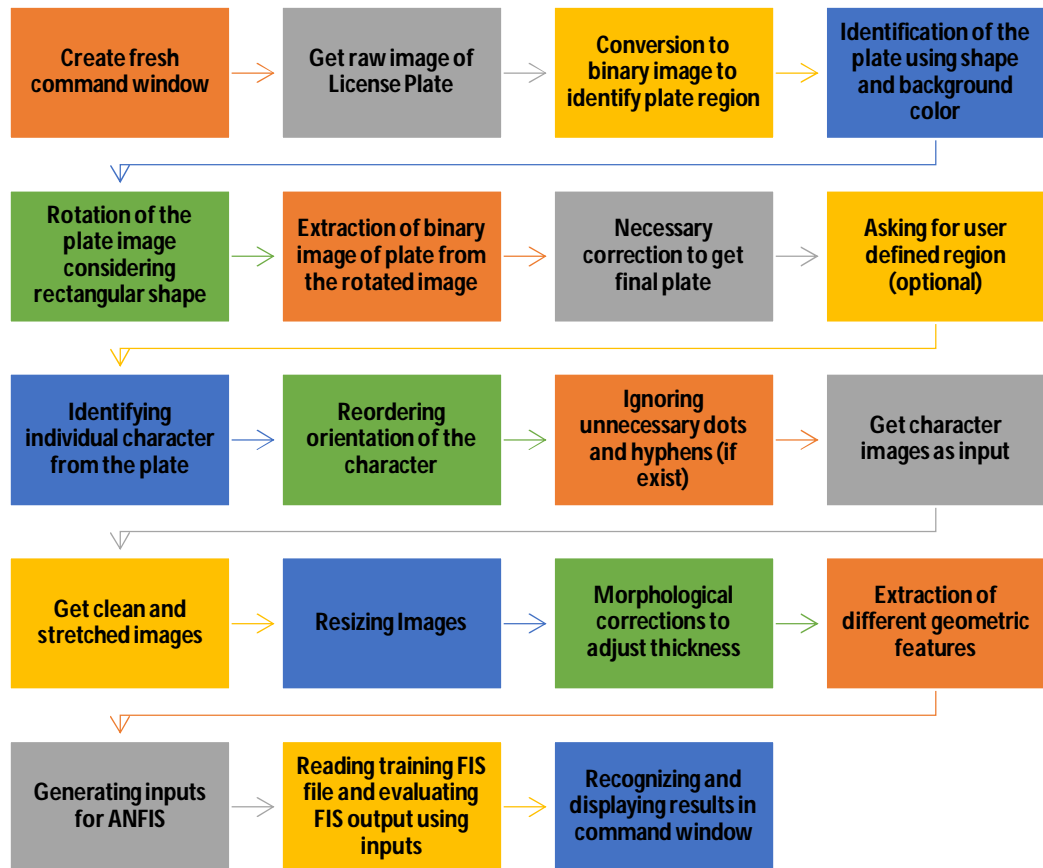 Create fresh
command window
Get raw image of
License Plate
Conversion to
binary image to
identify plate region
Identification of the
plate using shape
and background
color
Rotation of the
plate image
considering
rectangular shape
Extraction of binary
image of plate from
the rotated image
Necessary
correction to get
final plate
Asking for user
defined region
(optional)
Identifying
individual character
from the plate
Reordering
orientation of the
character
Ignoring
unnecessary dots
and hyphens (if
exist)
Get character
images as input
Get clean and
stretched images
Resizing Images
Morphological
corrections to
adjust thickness
Extraction of
different geometric
features
Generating inputs
for ANFIS
Reading training FIS
file and evaluating
FIS output using
inputs
Recognizing and
displaying results in
command window